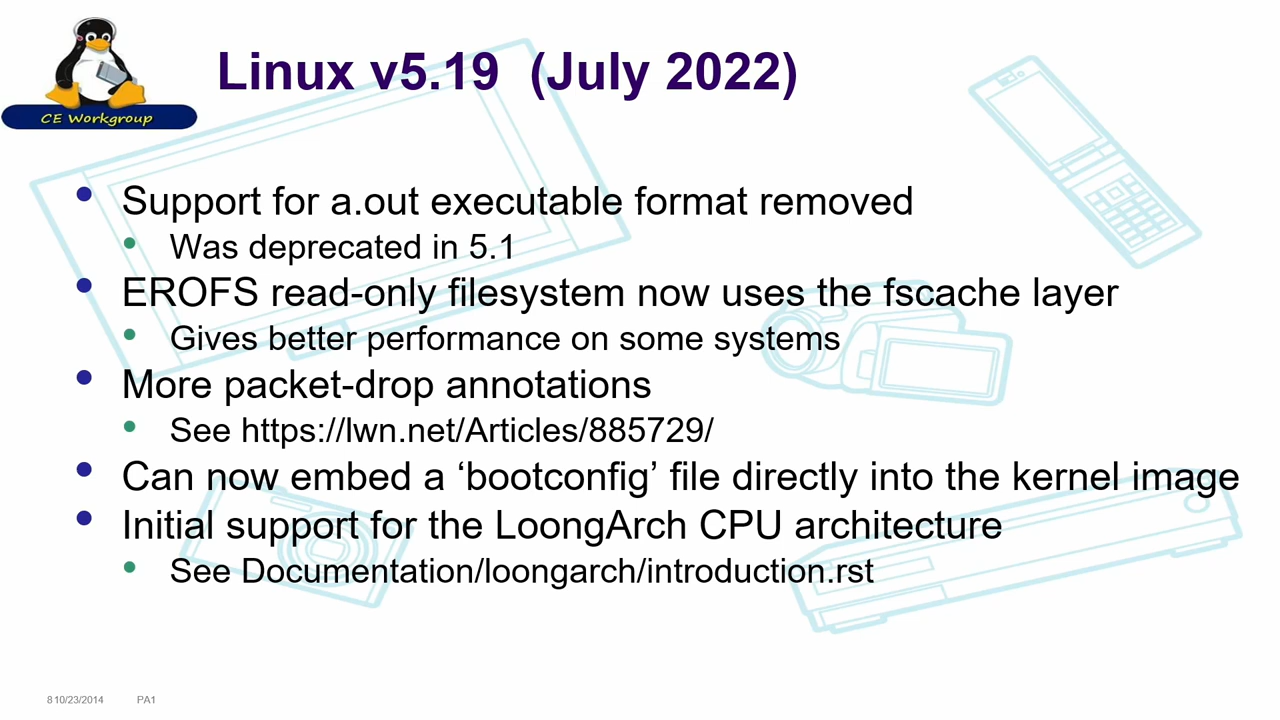 CE Workgroup
Linux v5.19 (July 2022)
• Support for a.out executable format removed
• Was deprecated in 5.1
• EROFS read-only filesystem now uses the fscache layer
• Gives better performance on some systems
• More packet-drop annotations
• See https://lwn.net/Articles/885729/
• Can now embed a ‘bootconfig’ file directly into the kernel image
• Initial support for the LoongArch CPU architecture
• See Documentation/loongarch/introduction.rst
8 10/23/2014 PA1